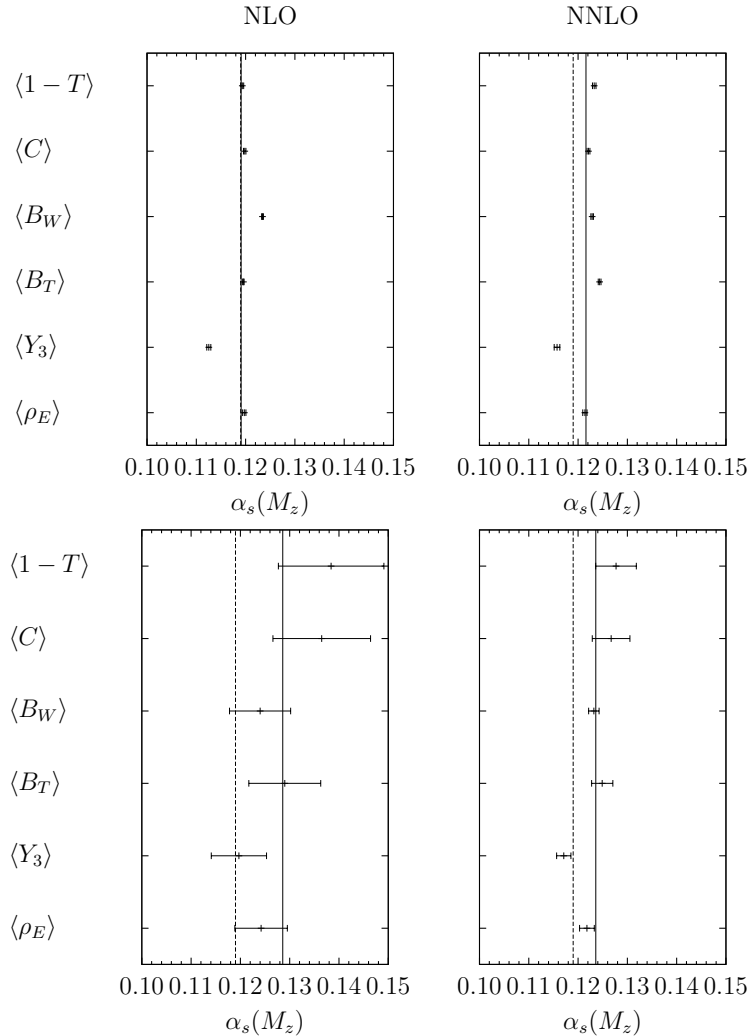 NLO NNLO
⟨1 − T⟩
⟨C⟩
⟨B_W⟩
⟨B_T⟩
⟨Y_3⟩
⟨ρ_E⟩
0.10 0.11 0.12 0.13 0.14 0.15 0.10 0.11 0.12 0.13 0.14 0.15
α_s(M_z) α_s(M_z)
⟨1 − T⟩
⟨C⟩
⟨B_W⟩
⟨B_T⟩
⟨Y_3⟩
⟨ρ_E⟩
0.10 0.11 0.12 0.13 0.14 0.15 0.10 0.11 0.12 0.13 0.14 0.15
α_s(M_z) α_s(M_z)